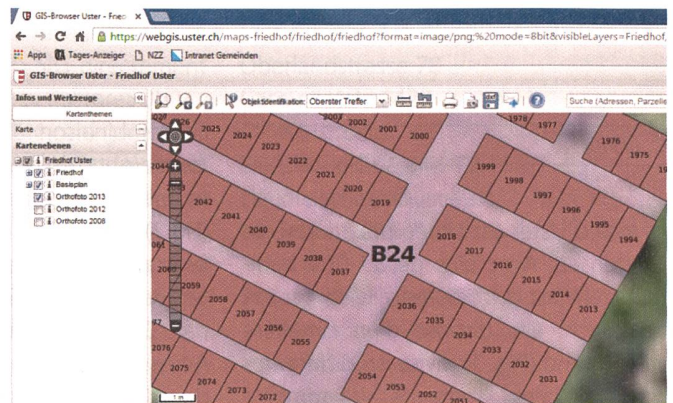 GIS-Browser Uster - Fried ×
https://webgis.uster.ch/maps-friedhof/friedhof/friedhof?format=image/png;%20mode=8bit&visibleLayers=Friedhof,
Apps Tages-Anzeiger NZZ Intranet Gemeinden
GIS-Browser Uster - Friedhof Uster
Infos und Werkzeuge
Kartenthemen
Objektidentifikation: Oberster Treffer
Suche (Adressen, Parzelle
Karte
Kartenebenen
Friedhof Uster
Friedhof
Basisplan
Orthofoto 2013
Orthofoto 2012
Orthofoto 2008
2026 2025 2024 2023 2022 2021 2020 2019
2002 2001 2000
1978 1977
1976 1975
1999 1998 1997 1996 1995 1994
2042 2041 2040 2039 2038 2037
B24
2018 2017 2016 2015 2014 2013
2060 2059 2058 2057 2056 2055
2036 2035 2034 2033 2032 2031
2076 2075 2074 2073 2072
2054 2053 2052 2051
1 m